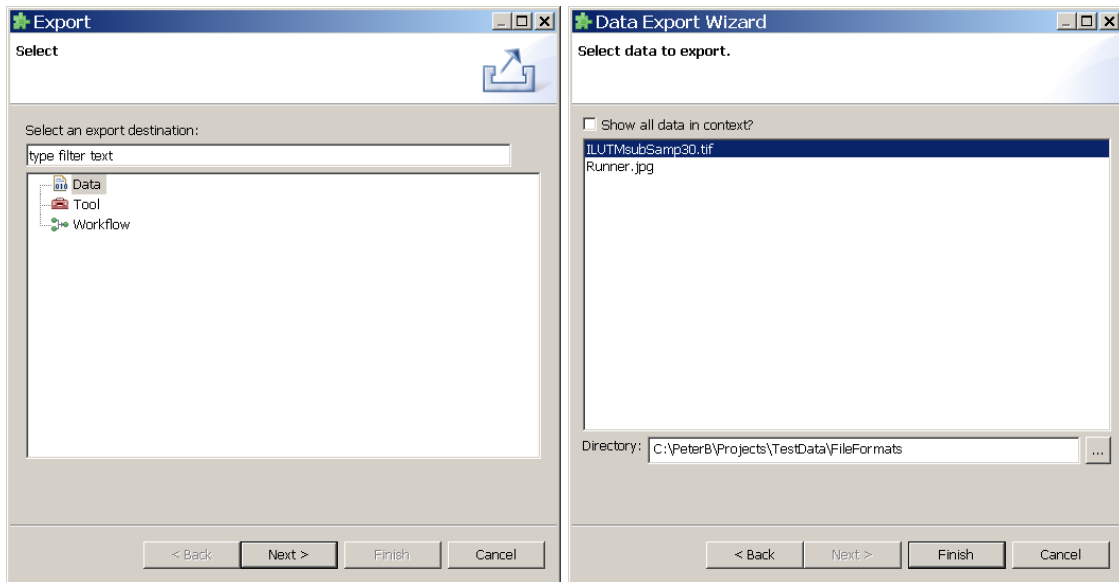 Export
Select
Select an export destination:
type filter text
Data
Tool
Workflow
< Back
Next >
Finish
Cancel
Data Export Wizard
Select data to export.
Show all data in context?
ILUTMsubSamp30.tif
Runner.jpg
Directory:
C:\PeterB\Projects\TestData\FileFormats
...
< Back
Next >
Finish
Cancel